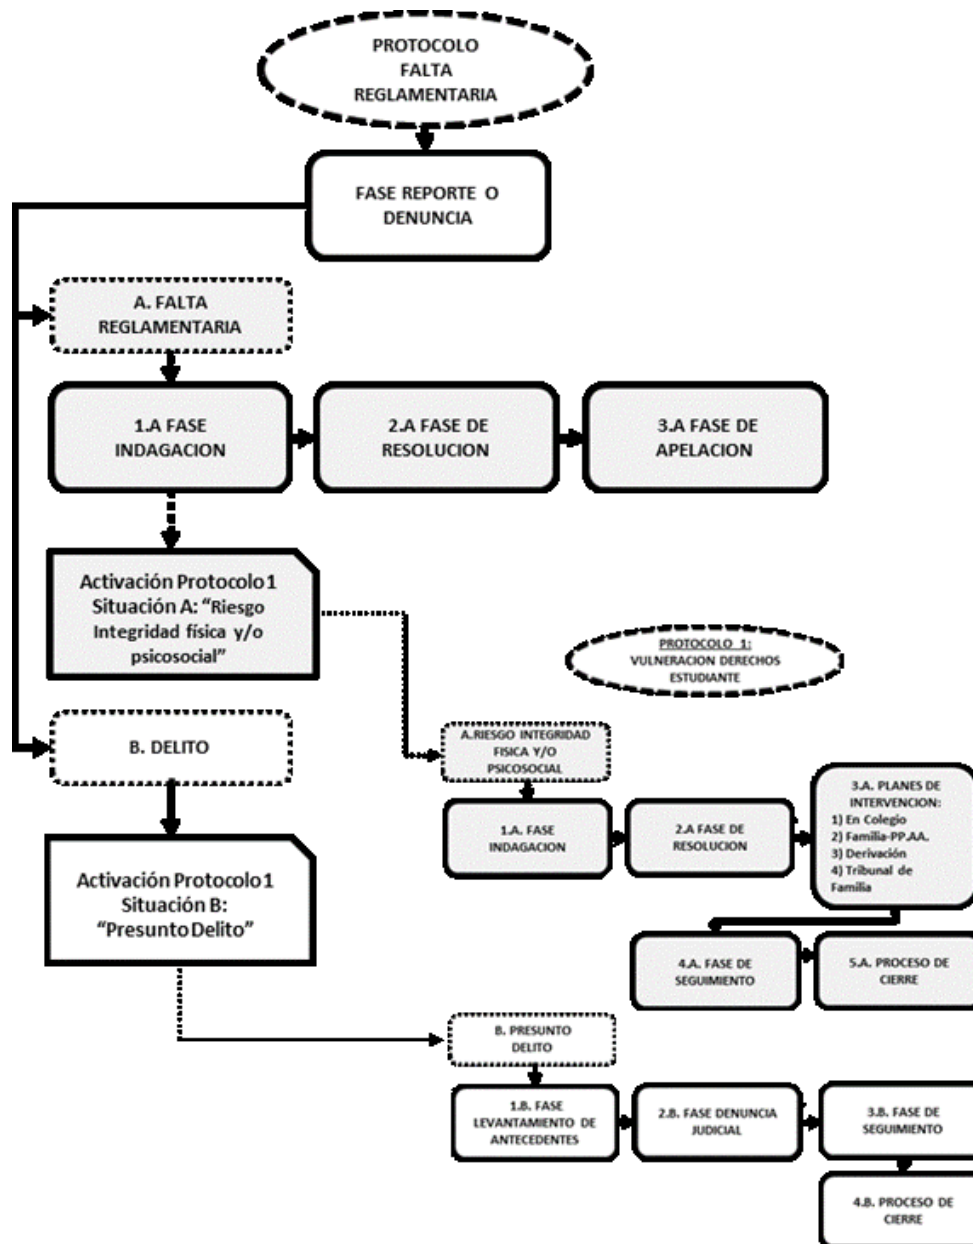 PROTOCOLO
FALTA
REGLAMENTARIA
FASE REPORTE O
DENUNCIA
A. FALTA
REGLAMENTARIA
1.A FASE
INDAGACION
2.A FASE DE
RESOLUCION
3.A FASE DE
APELACION
Activación Protocolo 1
Situación A: “Riesgo
Integridad física y/o
psicosocial”
PROTOCOLO 1:
VULNERACION DERECHOS
ESTUDIANTE
A.RIESGO INTEGRIDAD
FISICA Y/O
PSICOSOCIAL
1.A. FASE
INDAGACION
2.A FASE DE
RESOLUCION
3.A. PLANES DE
INTERVENCION:
1) En Colegio
2) Familia-PP.AA.
3) Derivación
4) Tribunal de
Familia
4.A. FASE DE
SEGUIMIENTO
5.A. PROCESO DE
CIERRE
B. DELITO
Activación Protocolo 1
Situación B:
“Presunto Delito”
B. PRESUNTO
DELITO
1.B. FASE
LEVANTAMIENTO DE
ANTECEDENTES
2.B. FASE DENUNCIA
JUDICIAL
3.B. FASE DE
SEGUIMIENTO
4.B. PROCESO DE
CIERRE